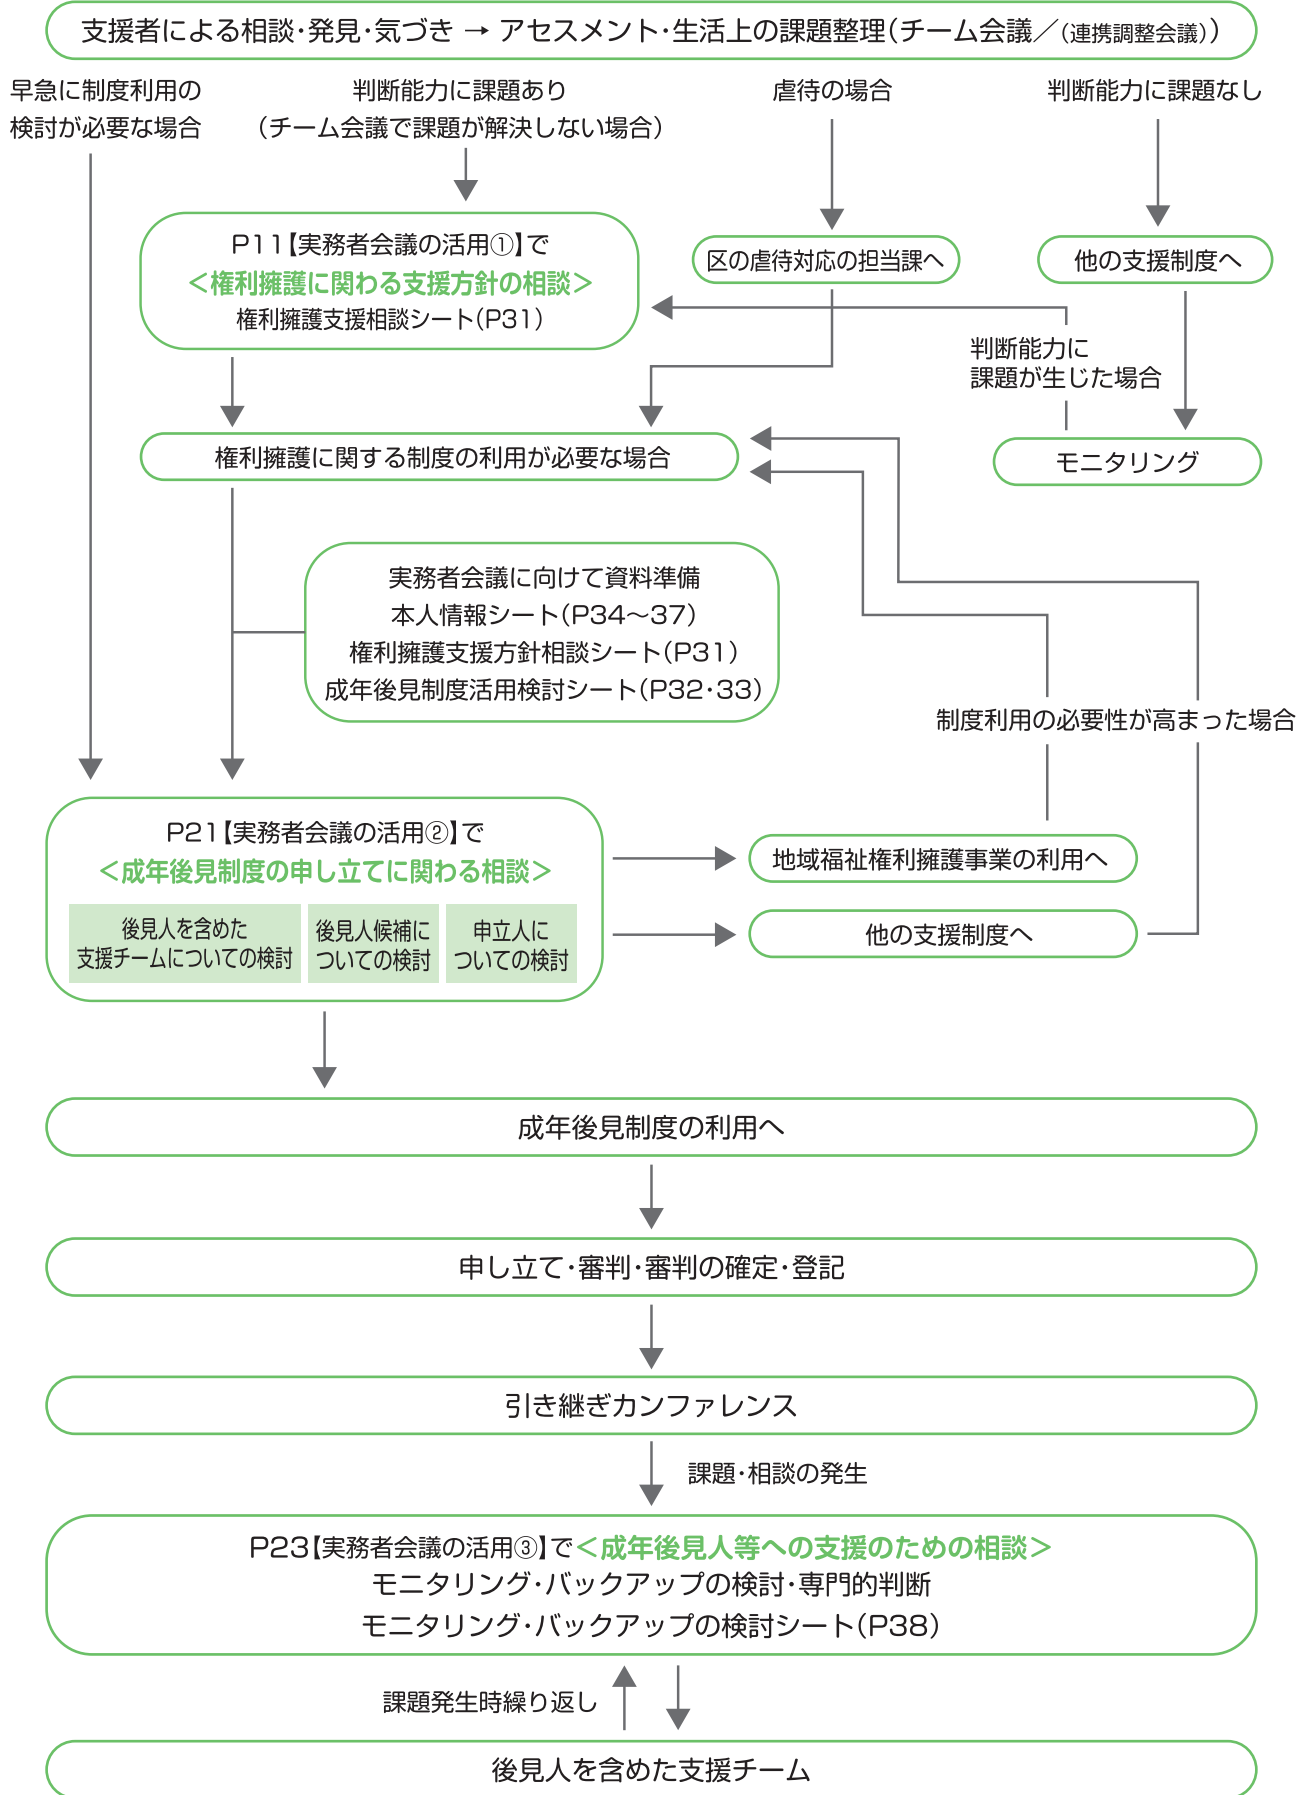 支援者による相談･発見･気づき → アセスメント･生活上の課題整理(チーム会議／(連携調整会議))
早急に制度利用の
検討が必要な場合
判断能力に課題あり
（チーム会議で課題が解決しない場合）
虐待の場合
判断能力に課題なし
P11【実務者会議の活用①】で
＜権利擁護に関わる支援方針の相談＞
権利擁護支援相談シート（P31）
区の虐待対応の担当課へ
他の支援制度へ
判断能力に
課題が生じた場合
権利擁護に関する制度の利用が必要な場合
モニタリング
実務者会議に向けて資料準備
本人情報シート（P34～37）
権利擁護支援方針相談シート（P31）
成年後見制度活用検討シート（P32･33）
制度利用の必要性が高まった場合
P21【実務者会議の活用②】で
＜成年後見制度の申し立てに関わる相談＞
後見人を含めた
支援チームについての検討
後見人候補に
ついての検討
申立人に
ついての検討
地域福祉権利擁護事業の利用へ
他の支援制度へ
成年後見制度の利用へ
申し立て･審判･審判の確定･登記
引き継ぎカンファレンス
課題･相談の発生
P23【実務者会議の活用③】で＜成年後見人等への支援のための相談＞
モニタリング･バックアップの検討･専門的判断
モニタリング･バックアップの検討シート（P38）
課題発生時繰り返し
後見人を含めた支援チーム